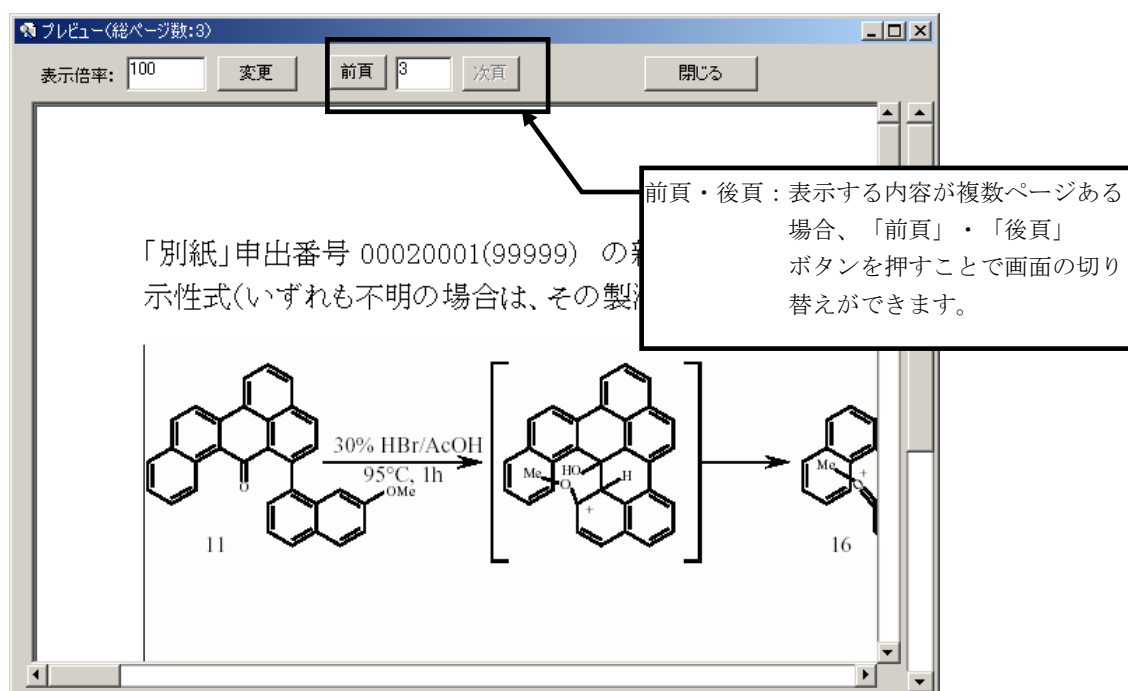 プレビュー(総ページ数:3)
表示倍率: 100 変更 前頁 3 次頁 閉じる
前頁・後頁：表示する内容が複数ページある
場合、「前頁」・「後頁」
ボタンを押すことで画面の切り
替えができます。
「別紙」申出番号 00020001(99999) の
示性式(いずれも不明の場合は、その製
30% HBr/AcOH
95°C, 1h
O
OMe
11
Me
HO
H
O
+
Me
+
O
16